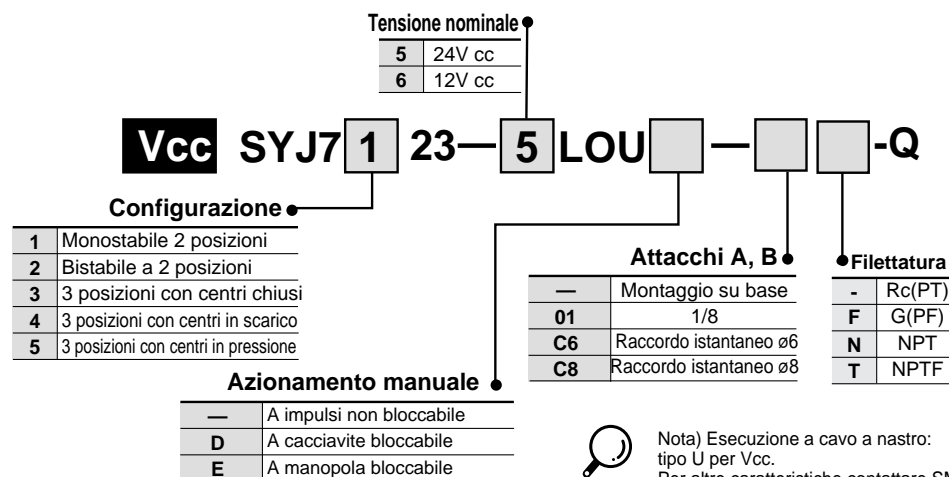 Tensione nominale
5 24V cc
6 12V cc
Vcc SYJ7 1 23— 5 LOU — -Q
Configurazione
1 Monostabile 2 posizioni
2 Bistabile a 2 posizioni
3 3 posizioni con centri chiusi
4 3 posizioni con centri in scarico
5 3 posizioni con centri in pressione
Attacchi A, B
— Montaggio su base
01 1/8
C6 Raccordo istantaneo ø6
C8 Raccordo istantaneo ø8
Filettatura
- Rc(PT)
F G(PF)
N NPT
T NPTF
Azionamento manuale
— A impulsi non bloccabile
D A cacciavite bloccabile
E A manopola bloccabile
Nota) Esecuzione a cavo a nastro:
tipo U per Vcc.
Per altre caratteristiche contattare